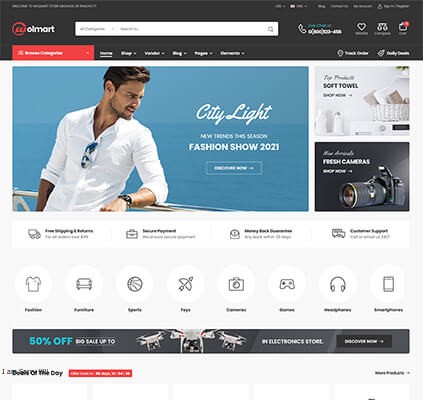 WELCOME TO WOLMART STORE MESSAGE OR REMOVE IT!
USD
ENG
Blog
Contact Us
My Account
Sign In / Register
Wolmart
All Categories
Search in...
Live Chat or
0(800)123-456
Wishlist
Compare
Cart
Browse Categories
Home
Shop
Vendor
Blog
Pages
Elements
Track Order
Daily Deals
City Light
NEW TRENDS THIS SEASON
FASHION SHOW 2021
DISCOVER NOW
Top Products
SOFT TOWEL
SHOP NOW
New Arrivals
FRESH CAMERAS
SHOP NOW
Free Shipping & Returns
For all orders over $99
Secure Payment
We ensure secure payment
Money Back Guarantee
Any back within 30 days
Customer Support
Call or email us 24/7
Fashion
Furniture
Sports
Toys
Cameras
Games
Headphones
Smartphones
50% OFF
BIG SALE UP TO
IN ELECTRONICS STORE.
DISCOVER NOW
Deals Of The Day
Offer Ends in:
More Products